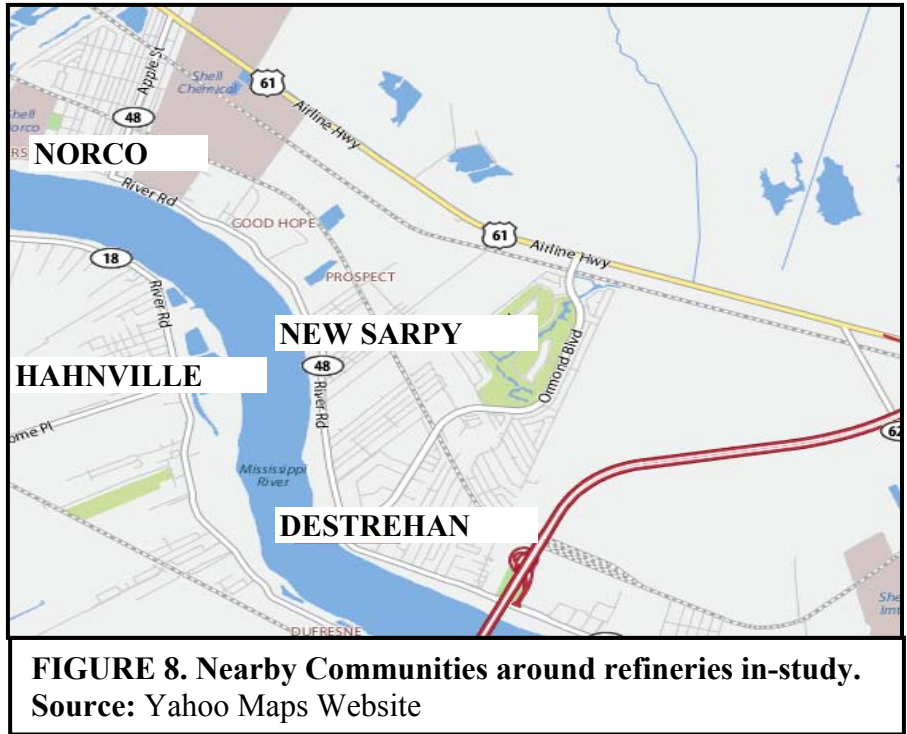 Shell
Chemical
61
Apple St
Airline Hwy
48
NORCO
River Rd
GOOD HOPE
61
Airline Hwy
18
PROSPECT
River Rd
NEW SARPY
48
HAHNVILLE
River Rd
Ormond Blvd
Mississippi
River
DESTREHAN
DUFRESNE
FIGURE 8. Nearby Communities around refineries in-study.
Source: Yahoo Maps Website